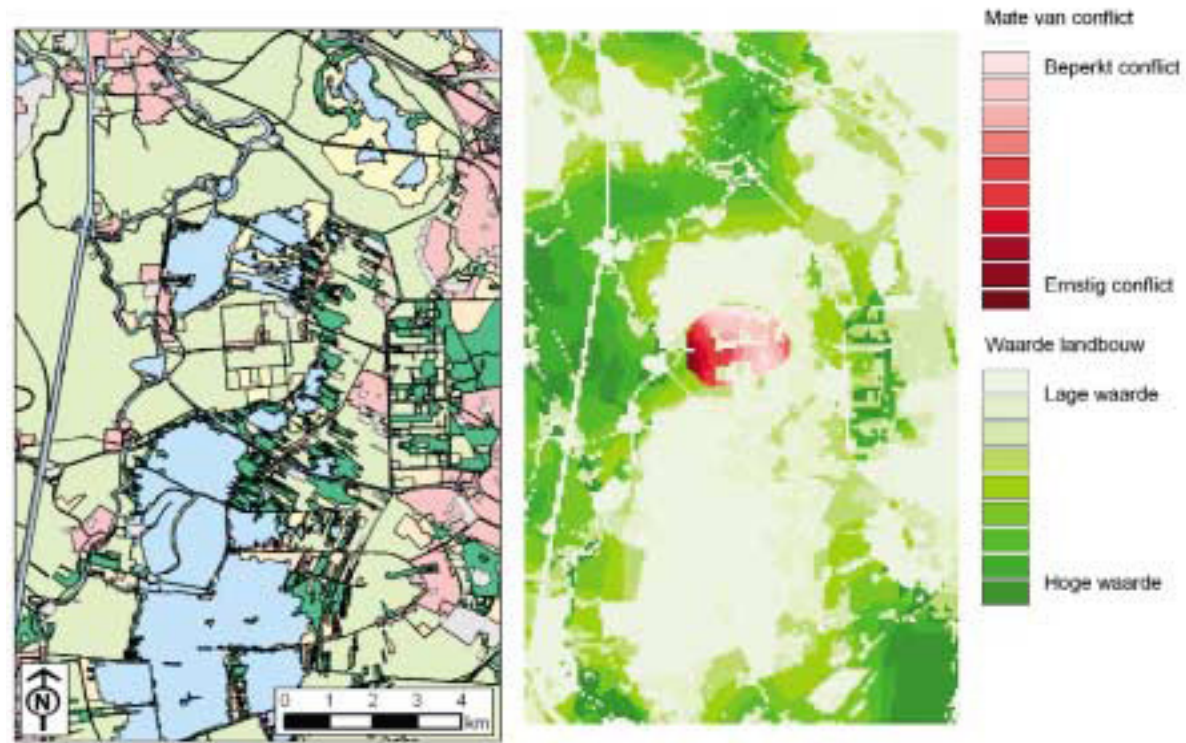 Mate van conflict
Beperkt conflict
Ernstig conflict
Waarde landbouw
Lage waarde
Hoge waarde
N
0 1 2 3 4
km